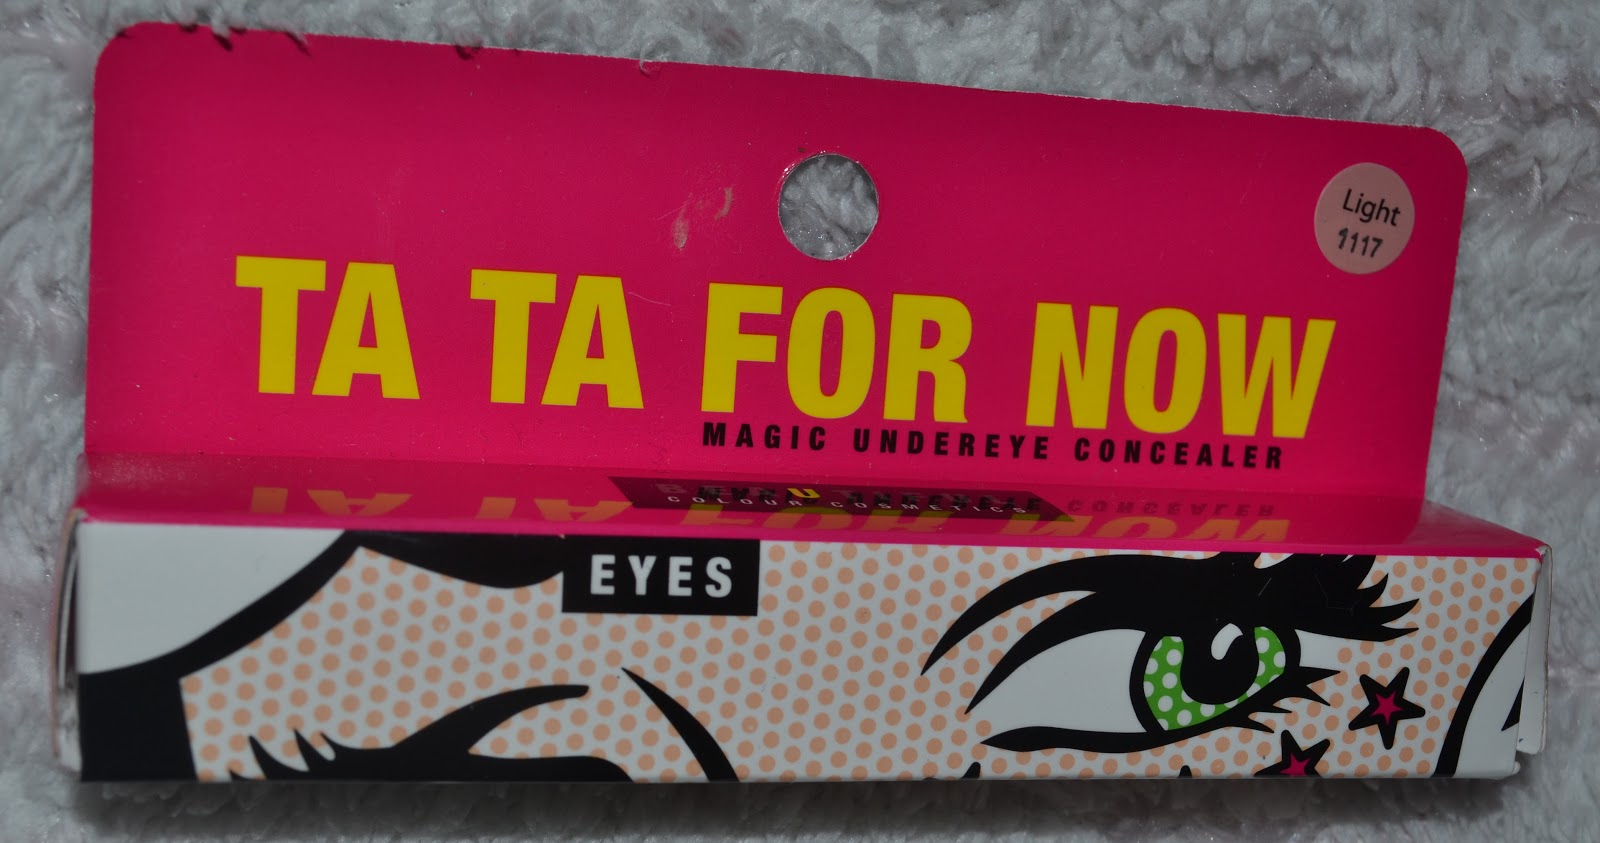 Light
1117
TA TA FOR NOW
MAGIC UNDEREYE CONCEALER
COLOUR COSMETICS
EYES